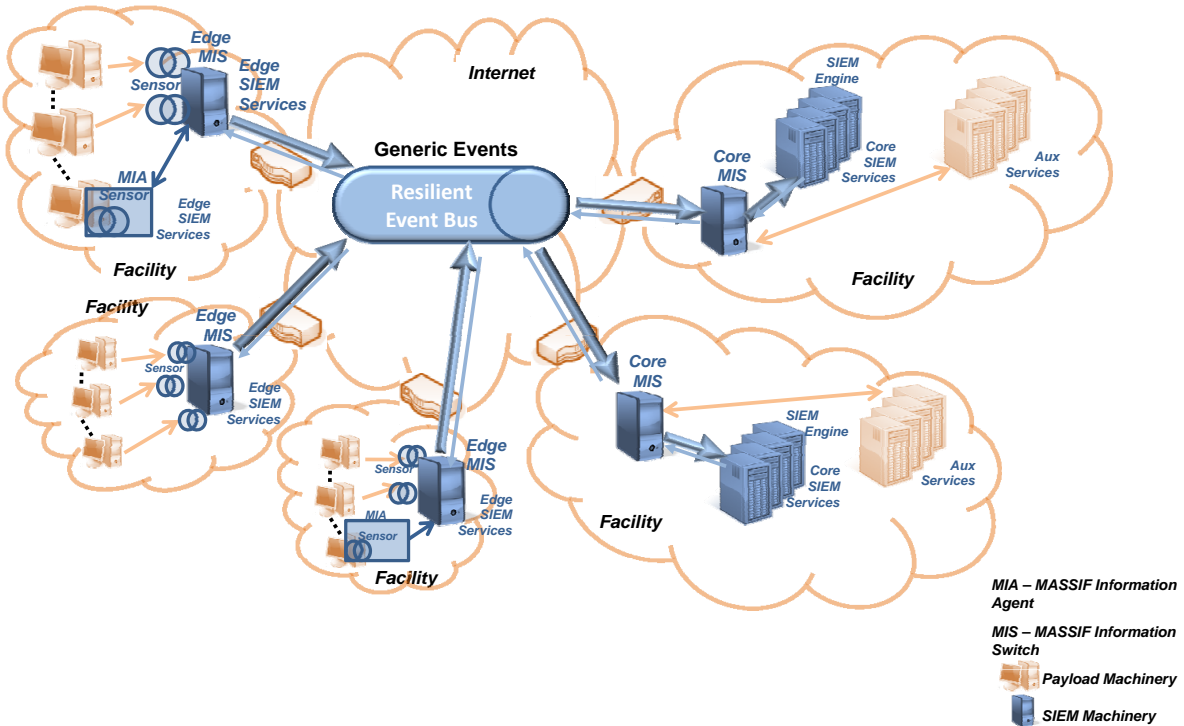 Edge
MIS
Edge
SIEM
Services
Sensor
MIA
Sensor
Edge
SIEM
Services
Facility
Internet
Generic Events
Resilient
Event Bus
SIEM
Engine
Core
MIS
Core
SIEM
Services
Aux
Services
Facility
Facility
Edge
MIS
Sensor
Edge
SIEM
Services
Edge
MIS
Sensor
MIA
Sensor
Edge
SIEM
Services
Facility
Core
MIS
SIEM
Engine
Core
SIEM
Services
Aux
Services
Facility
MIA – MASSIF Information
Agent
MIS – MASSIF Information
Switch
Payload Machinery
SIEM Machinery